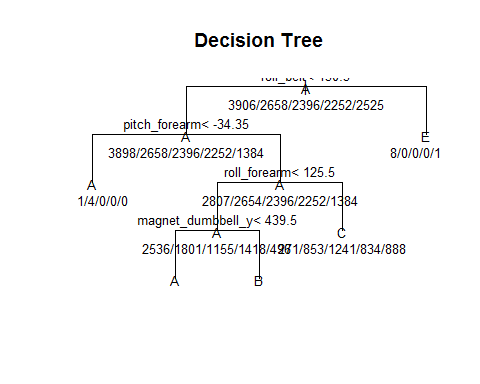 Decision Tree
roll_belt<
A
3906/2658/2396/2252/2525
pitch_forearm< -34.35
A
3898/2658/2396/2252/1384
E
8/0/0/0/1
A
1/4/0/0/0
roll_forearm< 125.5
A
2807/2654/2396/2252/1384
magnet_dumbbell_y< 439.5
A
2536/1801/1155/1418/496
C
271/853/1241/834/888
A
B